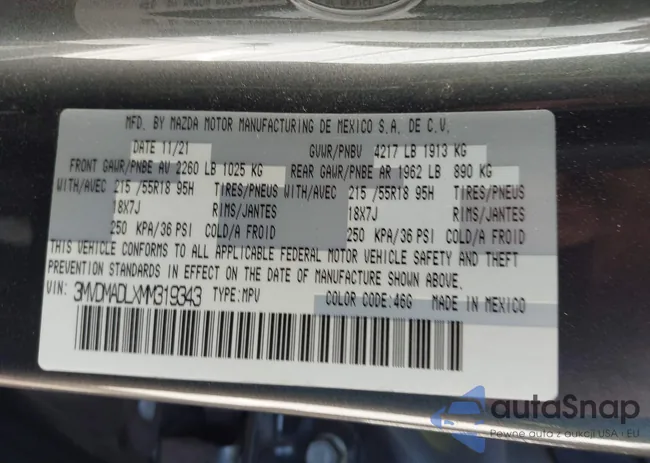 MFD. BY MAZDA MOTOR MANUFACTURING DE MEXICO S.A. DE C.V.
DATE 11/21 GVWR/PNBV 4217 LB 1913 KG
FRONT GAWR/PNBE AV 2260 LB 1025 KG REAR GAWR/PNBE AR 1962 LB 890 KG
WITH/AVEC 215 /55R18 95H TIRES/PNEUS WITH/AVEC 215 /55R18 95H TIRES/PNEUS
18X7J RIMS/JANTES 18X7J RIMS/JANTES
250 KPA/36 PSI COLD/A FROID 250 KPA/36 PSI COLD/A FROID
THIS VEHICLE CONFORMS TO ALL APPLICABLE FEDERAL MOTOR VEHICLE SAFETY AND THEFT
PREVENTION STANDARDS IN EFFECT ON THE DATE OF MANUFACTURE SHOWN ABOVE.
VIN: 3MVDMADLXMM319343 TYPE:MPV COLOR CODE:46G MADE IN MEXICO
autoSnap
Pewne auto z aukcji USA i EU